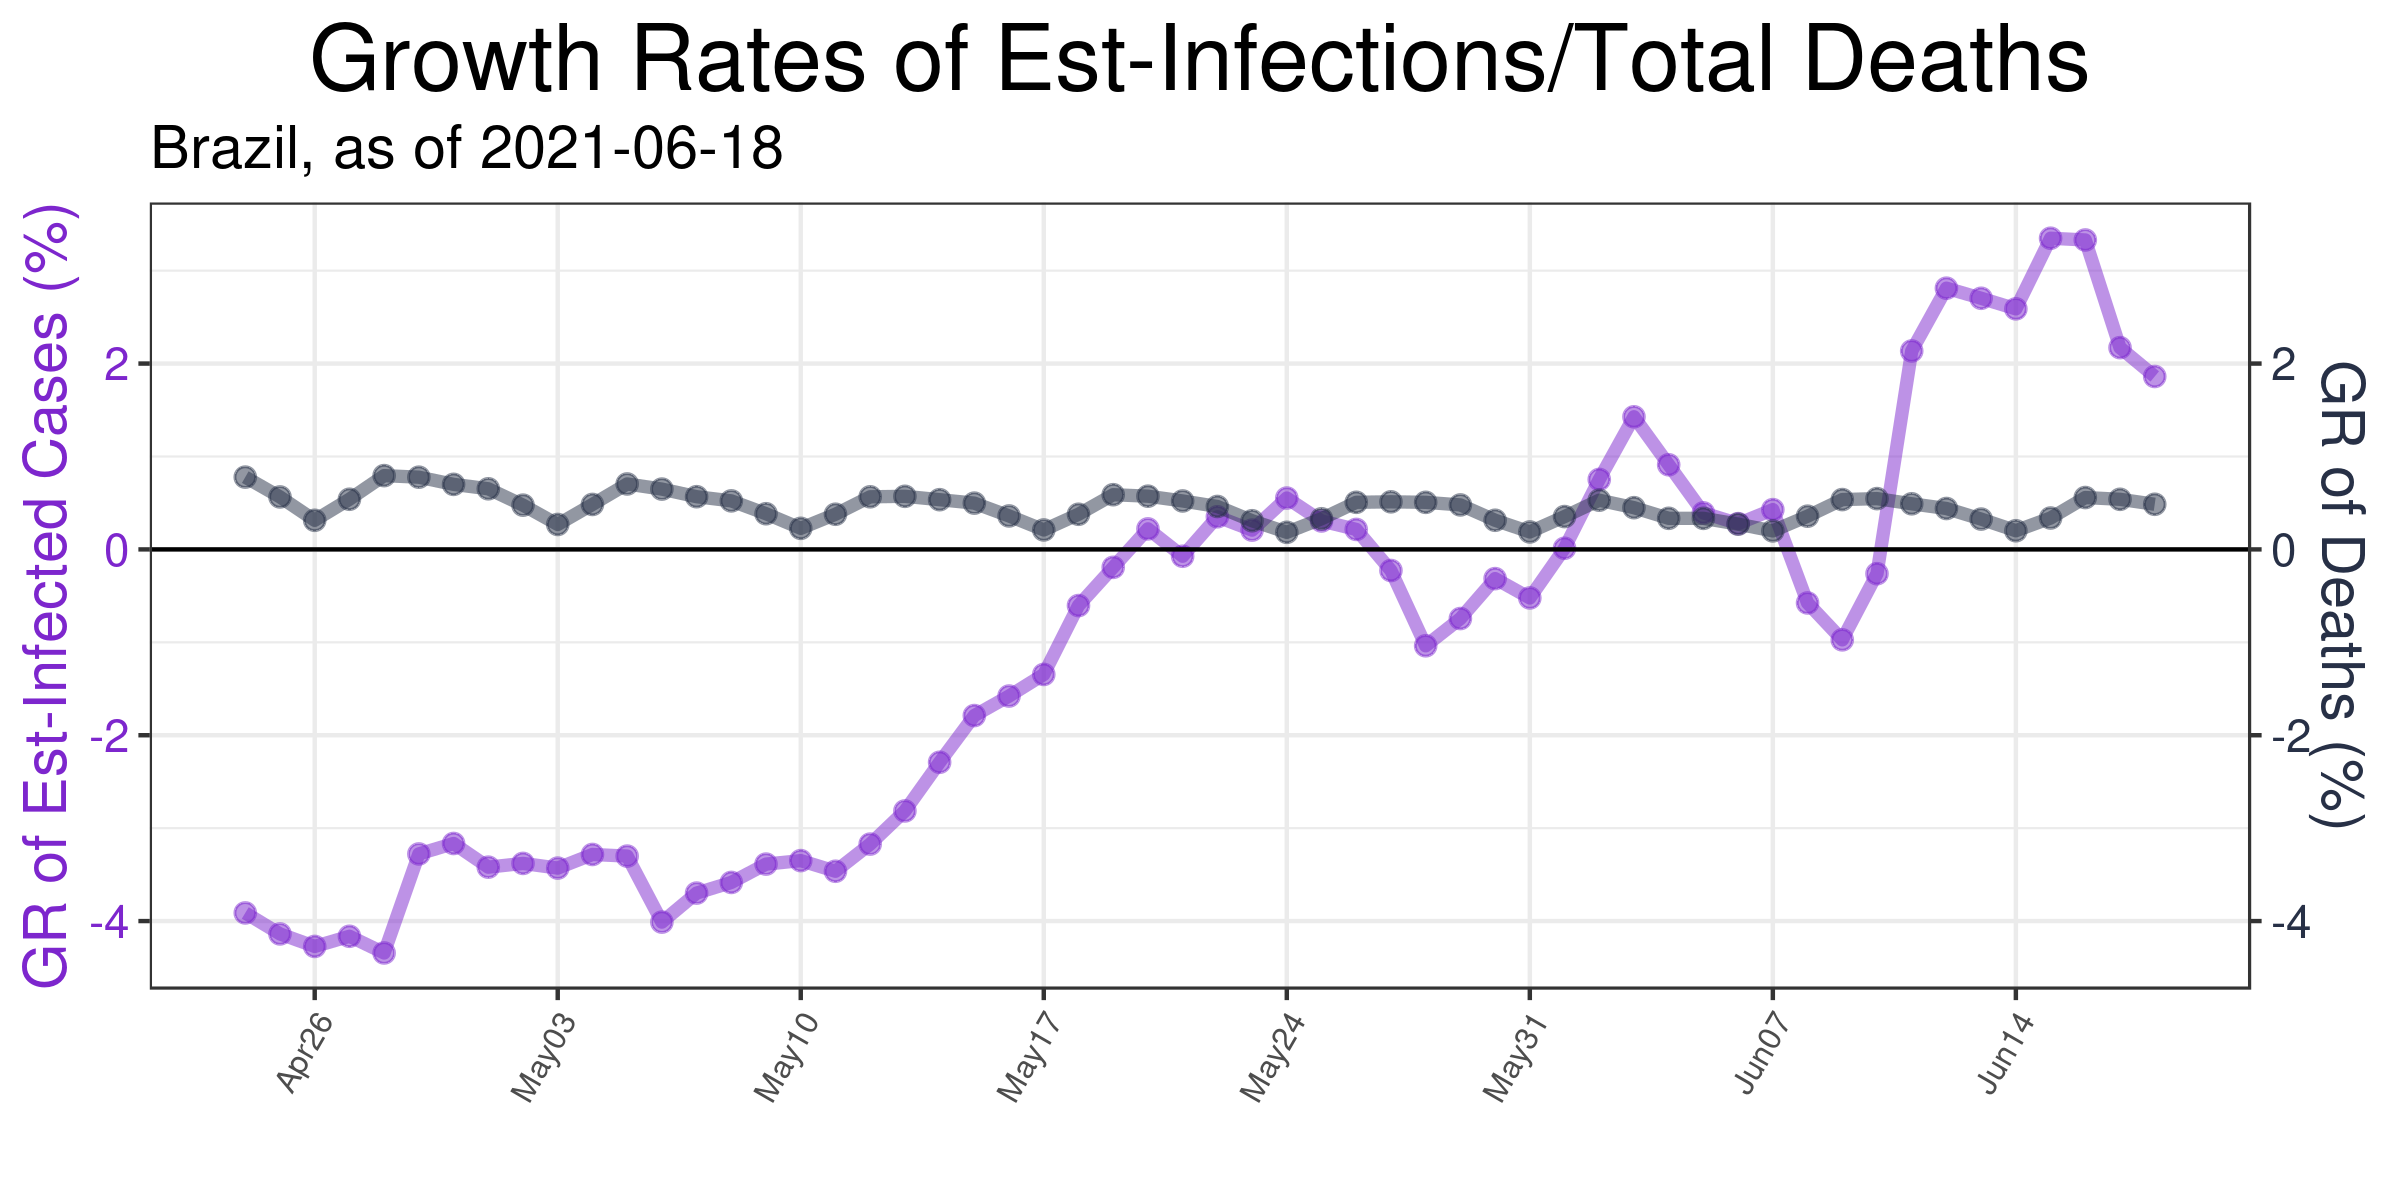 Growth Rates of Est-Infections/Total Deaths
Brazil, as of 2021-06-18
GR of Est-Infected Cases (%)
2
0
-2
-4
2
0
-2
-4
GR of Deaths (%)
Apr26
May03
May10
May17
May24
May31
Jun07
Jun14